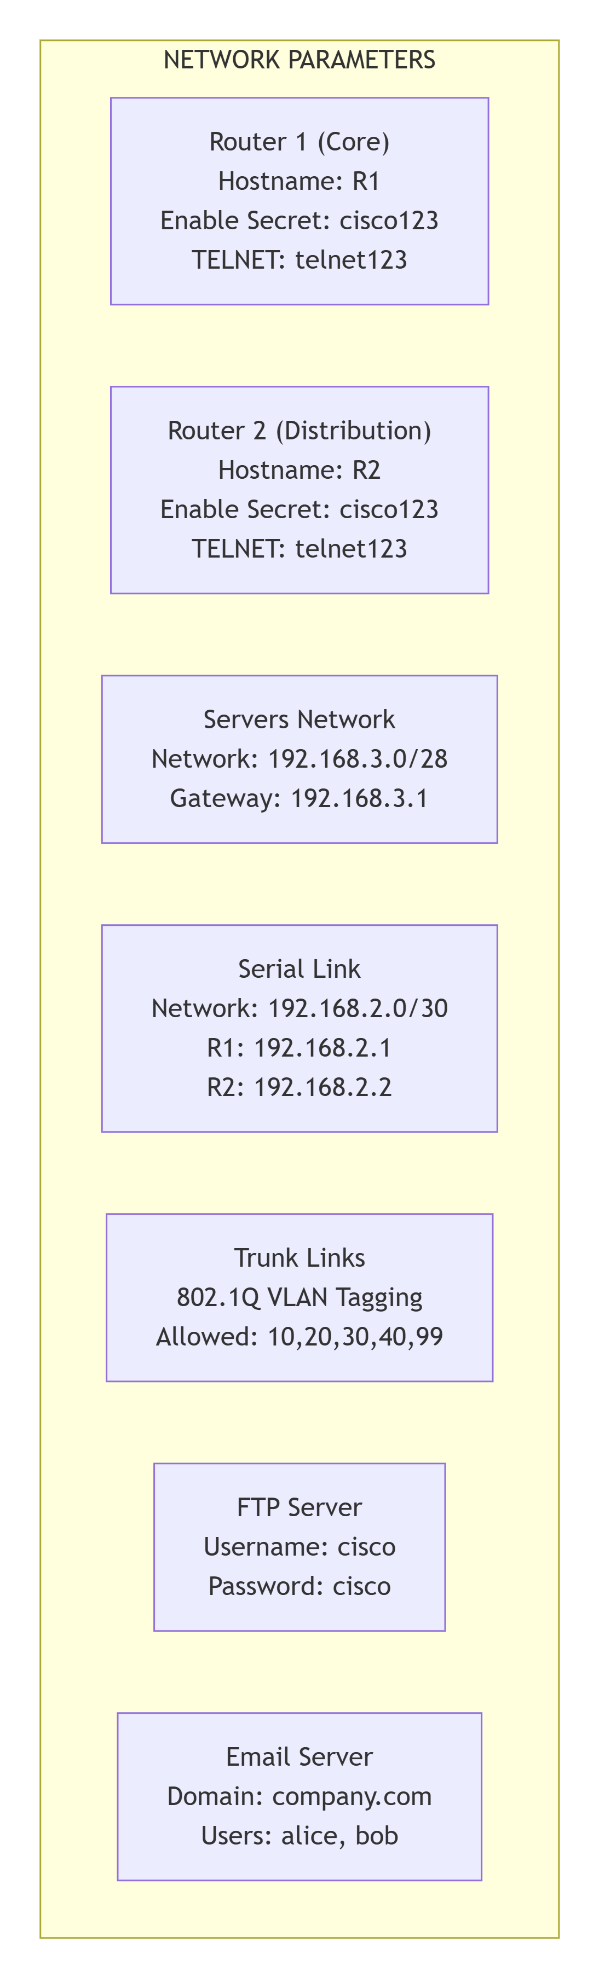 NETWORK PARAMETERS
Router 1 (Core)
Hostname: R1
Enable Secret: cisco123
TELNET: telnet123
Router 2 (Distribution)
Hostname: R2
Enable Secret: cisco123
TELNET: telnet123
Servers Network
Network: 192.168.3.0/28
Gateway: 192.168.3.1
Serial Link
Network: 192.168.2.0/30
R1: 192.168.2.1
R2: 192.168.2.2
Trunk Links
802.1Q VLAN Tagging
Allowed: 10,20,30,40,99
FTP Server
Username: cisco
Password: cisco
Email Server
Domain: company.com
Users: alice, bob